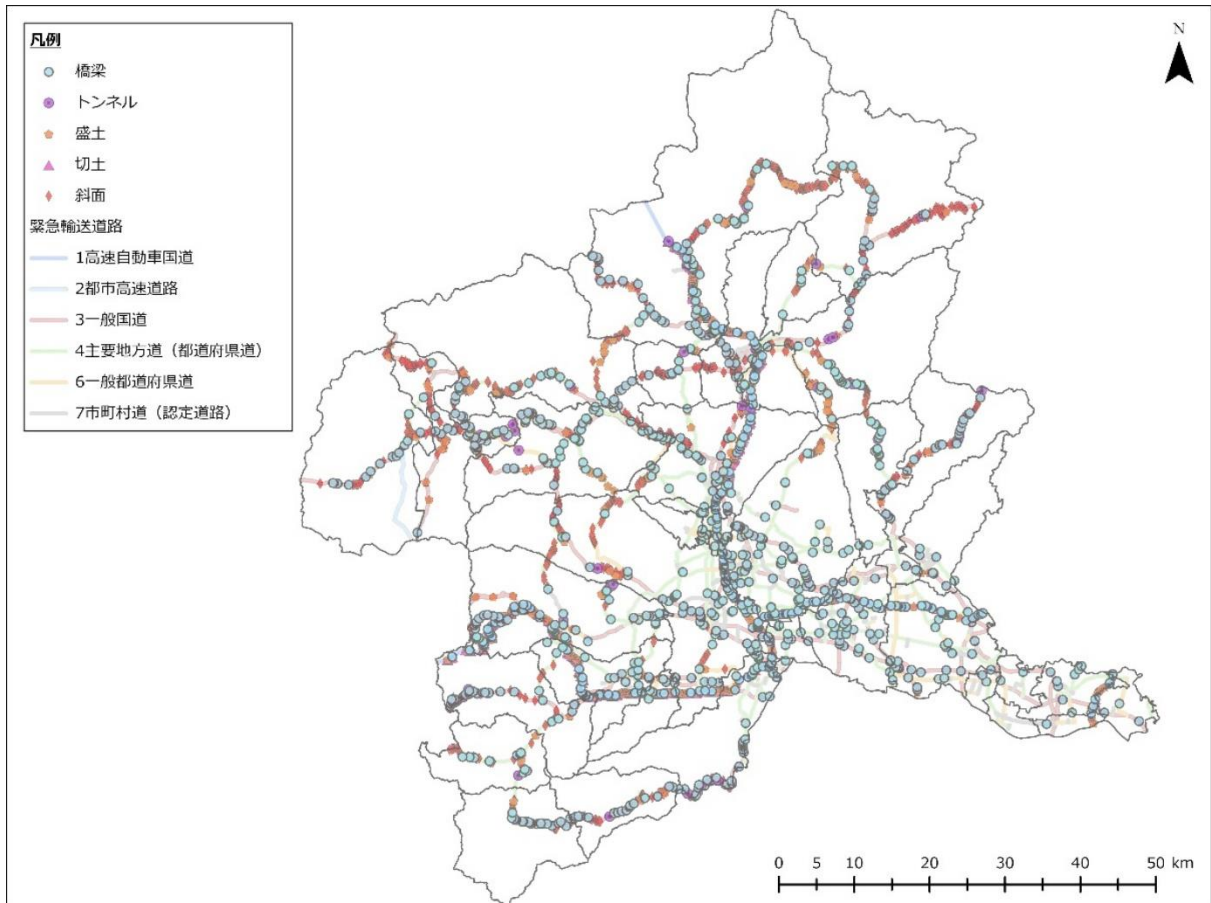 凡例
橋梁
トンネル
盛土
切土
斜面
緊急輸送道路
1高速自動車国道
2都市高速道路
3一般国道
4主要地方道（都道府県道）
6一般都道府県道
7市町村道（認定道路）
N
0 5 10 20 30 40 50 km